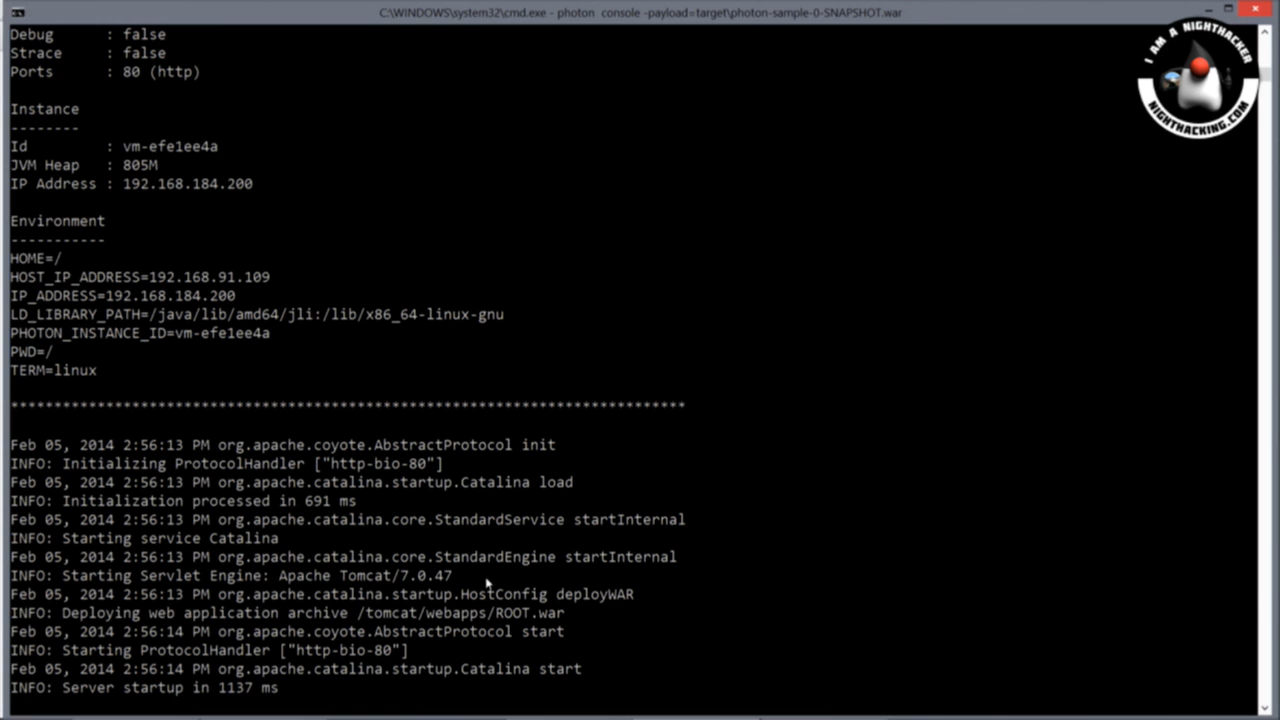 C:\WINDOWS\system32\cmd.exe - photon  console -payload=target\photon-sample-0-SNAPSHOT.war
I AM A NIGHTHACKER
NIGHTHACKING.COM
Debug      : false
Strace     : false
Ports      : 80 (http)
Instance
--------
Id         : vm-efe1ee4a
JVM Heap   : 805M
IP Address : 192.168.184.200
Environment
-----------
HOME=/
HOST_IP_ADDRESS=192.168.91.109
IP_ADDRESS=192.168.184.200
LD_LIBRARY_PATH=/java/lib/amd64/jli:/lib/x86_64-linux-gnu
PHOTON_INSTANCE_ID=vm-efe1ee4a
PWD=/
TERM=linux
******************************************************************************
Feb 05, 2014 2:56:13 PM org.apache.coyote.AbstractProtocol init
INFO: Initializing ProtocolHandler ["http-bio-80"]
Feb 05, 2014 2:56:13 PM org.apache.catalina.startup.Catalina load
INFO: Initialization processed in 691 ms
Feb 05, 2014 2:56:13 PM org.apache.catalina.core.StandardService startInternal
INFO: Starting service Catalina
Feb 05, 2014 2:56:13 PM org.apache.catalina.core.StandardEngine startInternal
INFO: Starting Servlet Engine: Apache Tomcat/7.0.47
Feb 05, 2014 2:56:13 PM org.apache.catalina.startup.HostConfig deployWAR
INFO: Deploying web application archive /tomcat/webapps/ROOT.war
Feb 05, 2014 2:56:14 PM org.apache.coyote.AbstractProtocol start
INFO: Starting ProtocolHandler ["http-bio-80"]
Feb 05, 2014 2:56:14 PM org.apache.catalina.startup.Catalina start
INFO: Server startup in 1137 ms